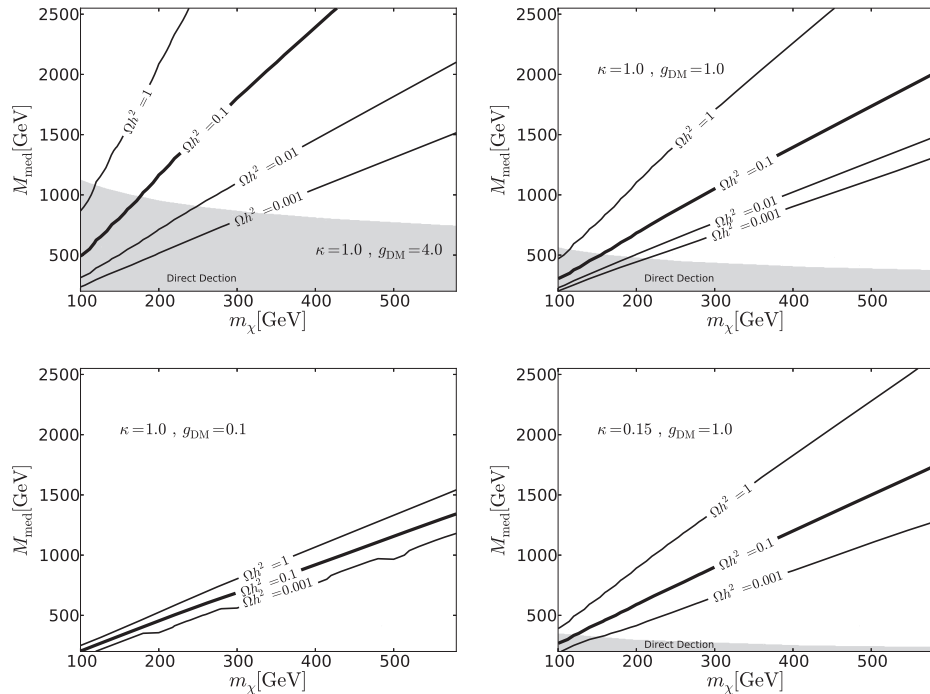 2500
2000
1500
1000
500
M_med[GeV]
Ωh² =1
Ωh² =0.1
Ωh² =0.01
Ωh² =0.001
κ=1.0 , g_DM=4.0
Direct Dection
100 200 300 400 500
m_χ[GeV]
2500
2000
1500
1000
500
M_med[GeV]
κ=1.0 , g_DM=1.0
Ωh² =1
Ωh² =0.1
Ωh² =0.01
Ωh² =0.001
Direct Dection
100 200 300 400 500
m_χ[GeV]
2500
2000
1500
1000
500
M_med[GeV]
κ=1.0 , g_DM=0.1
Ωh² =1
Ωh² =0.1
Ωh² =0.001
100 200 300 400 500
m_χ[GeV]
2500
2000
1500
1000
500
M_med[GeV]
κ=0.15 , g_DM=1.0
Ωh² =1
Ωh² =0.1
Ωh² =0.001
Direct Dection
100 200 300 400 500
m_χ[GeV]